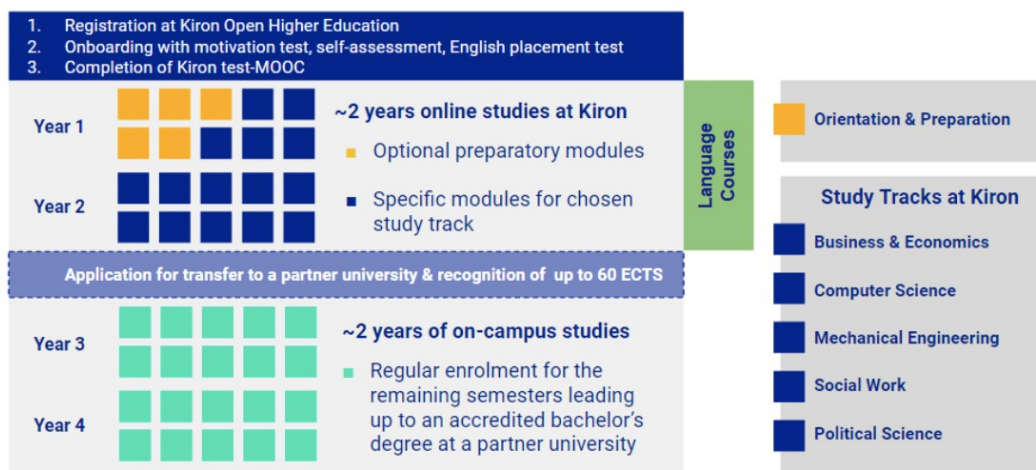 1. Registration at Kiron Open Higher Education
2. Onboarding with motivation test, self-assessment, English placement test
3. Completion of Kiron test-MOOC
Year 1
Year 2
~2 years online studies at Kiron
Optional preparatory modules
Specific modules for chosen
study track
Language
Courses
Application for transfer to a partner university & recognition of up to 60 ECTS
Year 3
Year 4
~2 years of on-campus studies
Regular enrolment for the
remaining semesters leading
up to an accredited bachelor's
degree at a partner university
Orientation & Preparation
Study Tracks at Kiron
Business & Economics
Computer Science
Mechanical Engineering
Social Work
Political Science